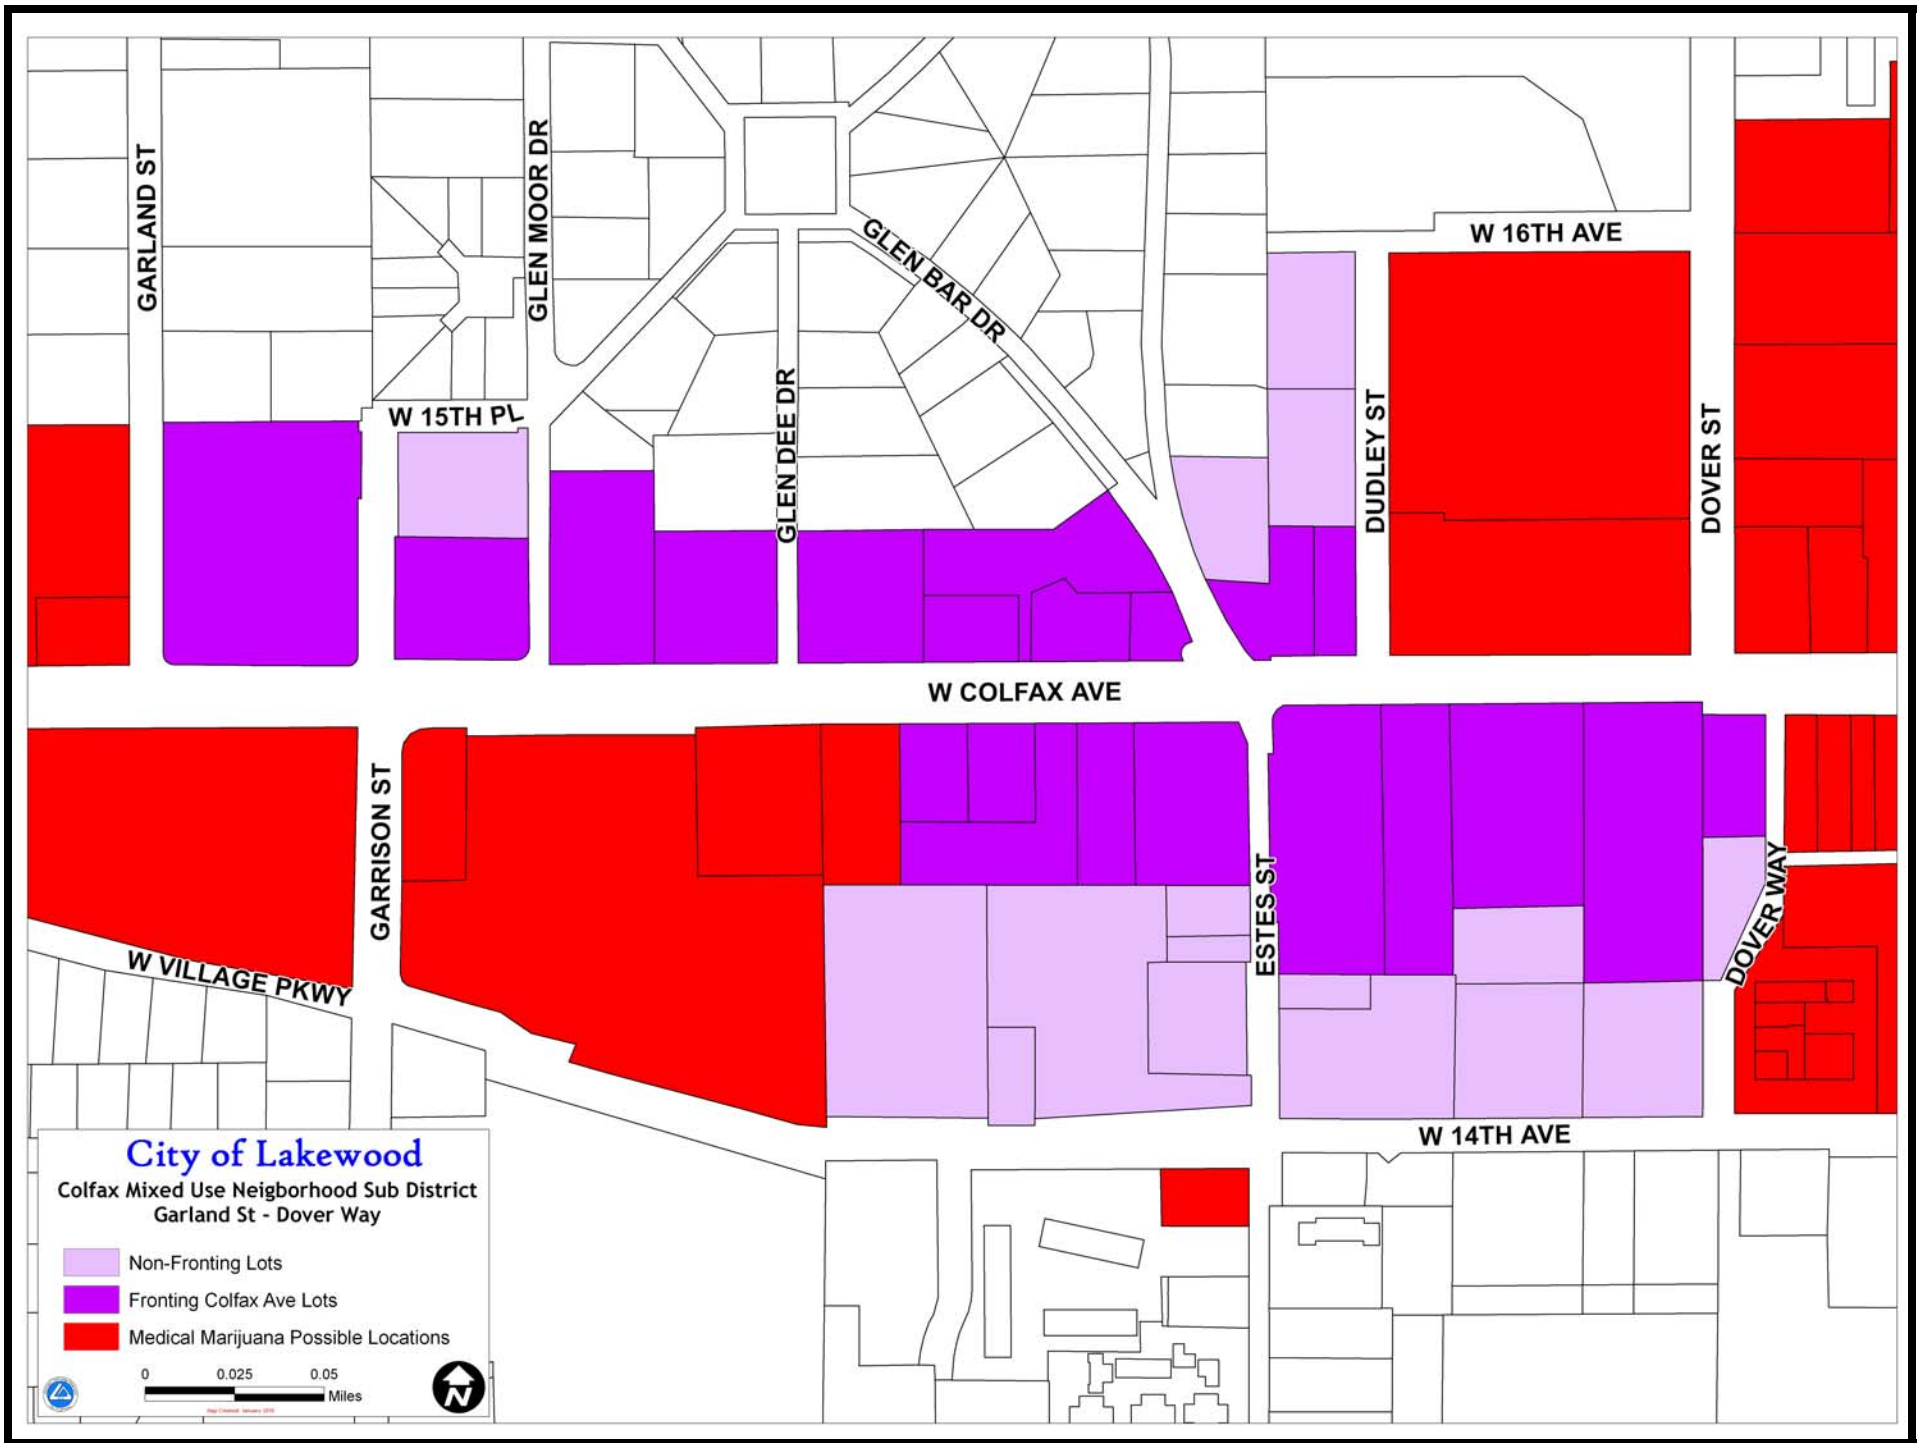 GARLAND ST
GLEN MOOR DR
GLEN BAR DR
W 16TH AVE
W 15TH PL
GLEN DEE DR
DUDLEY ST
DOVER ST
W COLFAX AVE
GARRISON ST
ESTES ST
DOVER WAY
W VILLAGE PKWY
W 14TH AVE
City of Lakewood
Colfax Mixed Use Neigborhood Sub District
Garland St - Dover Way
Non-Fronting Lots
Fronting Colfax Ave Lots
Medical Marijuana Possible Locations
0 0.025 0.05
Miles
N